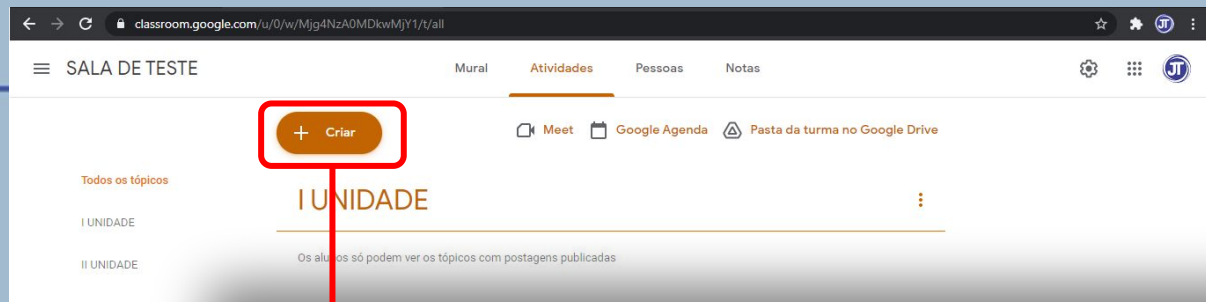 classroom.google.com/u/0/w/Mjg4NzA0MDkwMjY1/t/all
JT
SALA DE TESTE
Mural
Atividades
Pessoas
Notas
JT
+ Criar
Meet
Google Agenda
Pasta da turma no Google Drive
Todos os tópicos
I UNIDADE
II UNIDADE
I UNIDADE
Os alunos só podem ver os tópicos com postagens publicadas